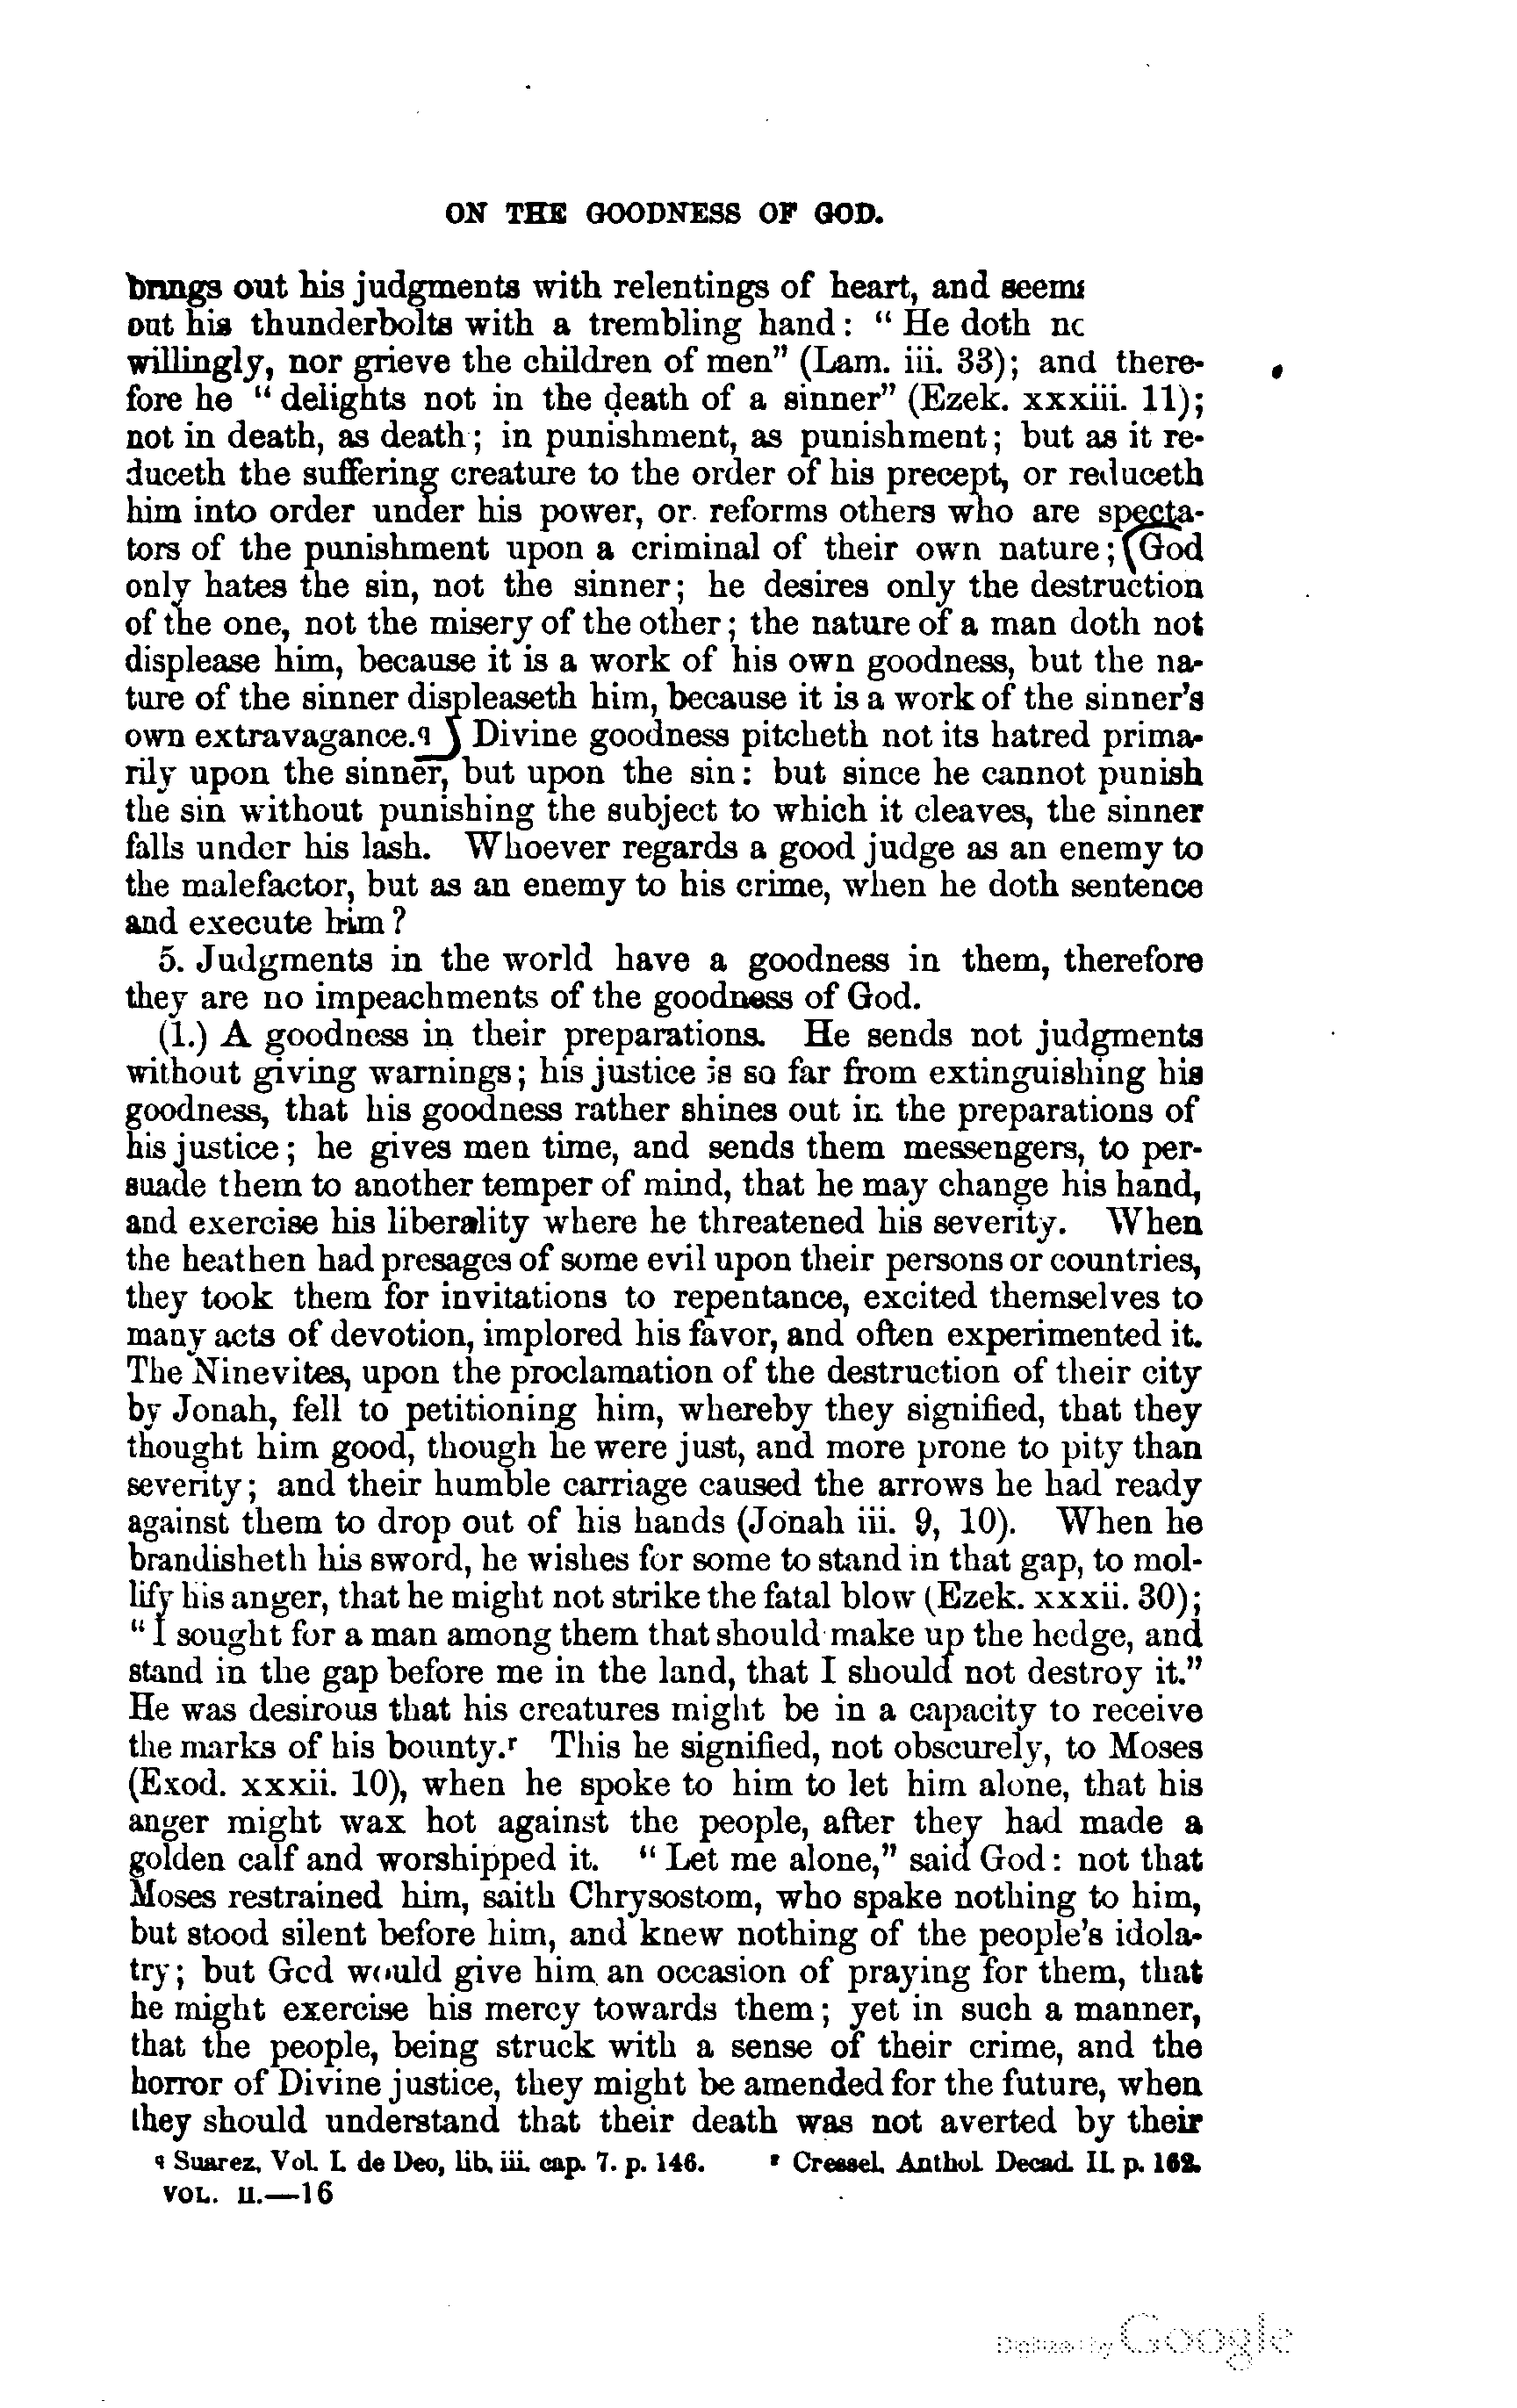 ON THE GOODNESS OF GOD.
brings out his judgments with relentings of heart, and seems
out his thunderbolts with a trembling hand: “ He doth
willingly, nor grieve the children of men” (Lam. iii. 33); and there-
fore he “ delights not in the death of a sinner” (Ezek. xxxiii. 11);
not in death, as death; in punishment, as punishment; but as it re-
duceth the suffering creature to the order of his precept, or reduceth
him into order under his power, or reforms others who are specta-
tors of the punishment upon a criminal of their own nature; (God
only hates the sin, not the sinner; he desires only the destruction
of the one, not the misery of the other; the nature of a man doth not
displease him, because it is a work of his own goodness, but the na-
ture of the sinner displeaseth him, because it is a work of the sinner's
own extravagance.q ) Divine goodness pitcheth not its hatred prima-
rily upon the sinner, but upon the sin: but since he cannot punish
the sin without punishing the subject to which it cleaves, the sinner
falls under his lash. Whoever regards a good judge as an enemy to
the malefactor, but as an enemy to his crime, when he doth sentence
and execute him?
5. Judgments in the world have a goodness in them, therefore
they are no impeachments of the goodness of God.
(1.) A goodness in their preparations. He sends not judgments
without giving warnings; his justice is so far from extinguishing his
goodness, that his goodness rather shines out in the preparations of
his justice; he gives men time, and sends them messengers, to per-
suade them to another temper of mind, that he may change his hand,
and exercise his liberality where he threatened his severity. When
the heathen had presages of some evil upon their persons or countries,
they took them for invitations to repentance, excited themselves to
many acts of devotion, implored his favor, and often experimented it.
The Ninevites, upon the proclamation of the destruction of their city
by Jonah, fell to petitioning him, whereby they signified, that they
thought him good, though he were just, and more prone to pity than
severity; and their humble carriage caused the arrows he had ready
against them to drop out of his hands (Jonah iii. 9, 10). When he
brandisheth his sword, he wishes for some to stand in that gap, to mol-
lify his anger, that he might not strike the fatal blow (Ezek. xxxii. 30);
“ I sought for a man among them that should make up the hedge, and
stand in the gap before me in the land, that I should not destroy it.”
He was desirous that his creatures might be in a capacity to receive
the marks of his bounty.r This he signified, not obscurely, to Moses
(Exod. xxxii. 10), when he spoke to him to let him alone, that his
anger might wax hot against the people, after they had made a
golden calf and worshipped it. “ Let me alone,” said God: not that
Moses restrained him, saith Chrysostom, who spake nothing to him,
but stood silent before him, and knew nothing of the people's idola-
try; but God would give him an occasion of praying for them, that
he might exercise his mercy towards them; yet in such a manner,
that the people, being struck with a sense of their crime, and the
horror of Divine justice, they might be amended for the future, when
they should understand that their death was not averted by their
q Suarez, Vol. I. de Deo, lib. iii. cap. 7. p. 146. r Cressel. Anthol. Decad. II. p. 162.
VOL. II.—16
Digitized by Google